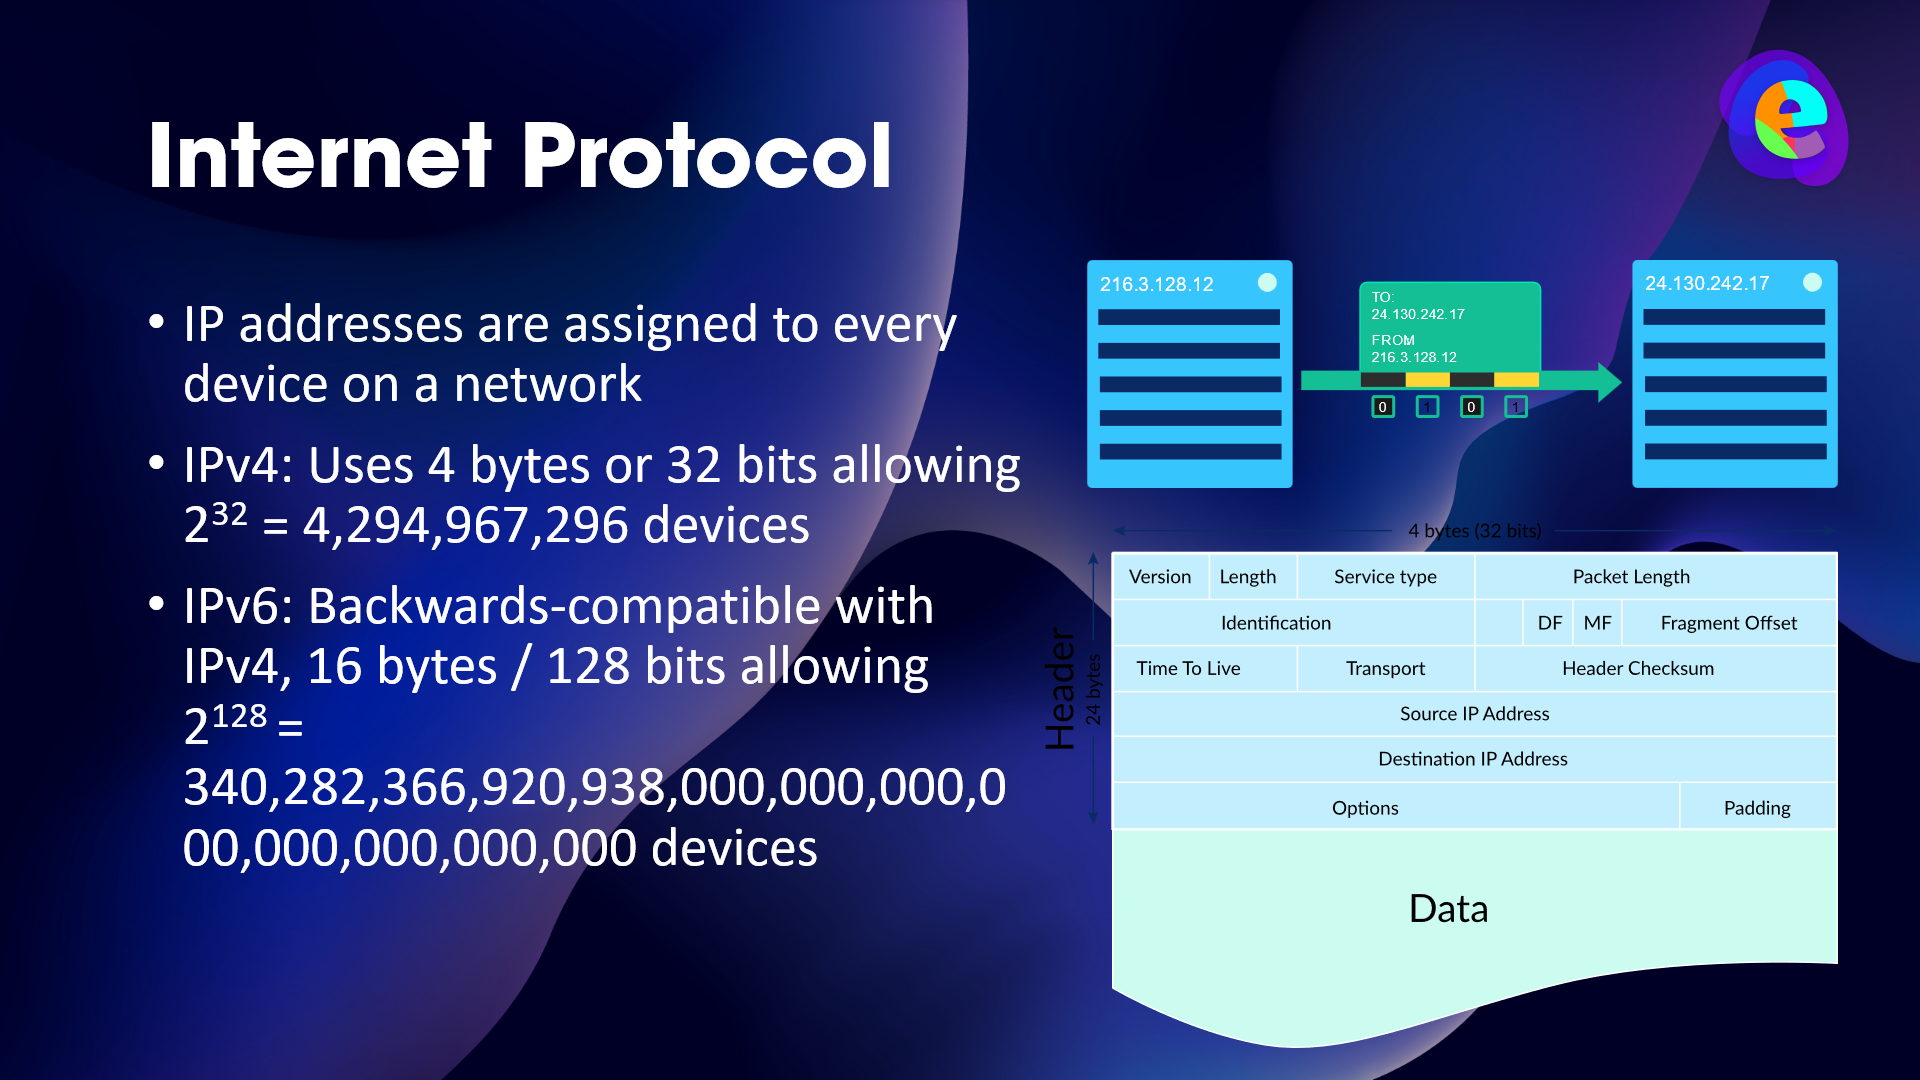 Internet Protocol
• IP addresses are assigned to every
device on a network
• IPv4: Uses 4 bytes or 32 bits allowing
2³² = 4,294,967,296 devices
• IPv6: Backwards-compatible with
IPv4, 16 bytes / 128 bits allowing
2¹²⁸ =
340,282,366,920,938,000,000,000,0
00,000,000,000,000 devices
e
216.3.128.12
TO:
24.130.242.17
FROM
216.3.128.12
0 1 0 1
24.130.242.17
4 bytes (32 bits)
Header
24 bytes
Version Length Service type Packet Length
Identification DF MF Fragment Offset
Time To Live Transport Header Checksum
Source IP Address
Destination IP Address
Options Padding
Data